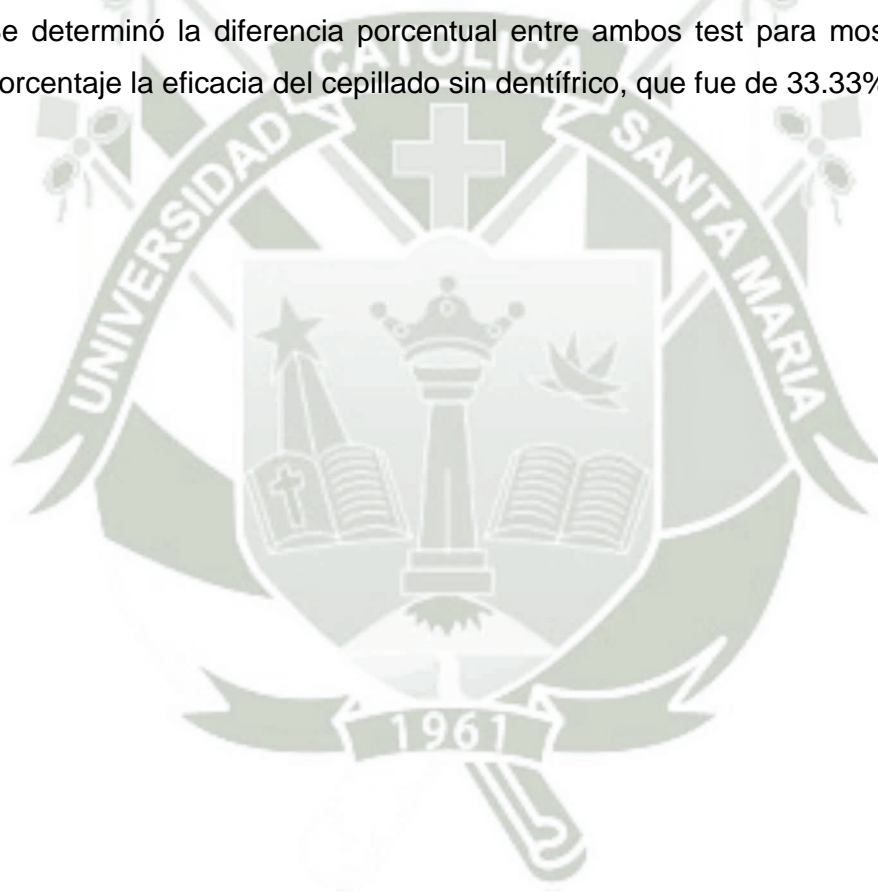 e determinó la diferencia porcentual entre ambos test para mos
orcentaje la eficacia del cepillado sin dentífrico, que fue de 33.33%
UNIVERSIDAD CATOLICA SANTA MARIA
1961